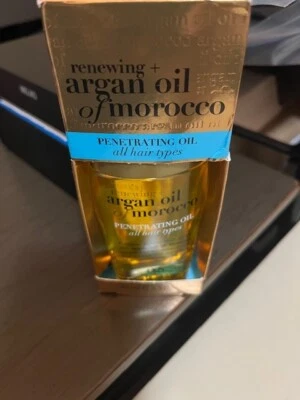 renewing +
argan oil
of morocco
PENETRATING OIL
all hair types
renewing +
argan oil
of morocco
PENETRATING OIL
all hair types